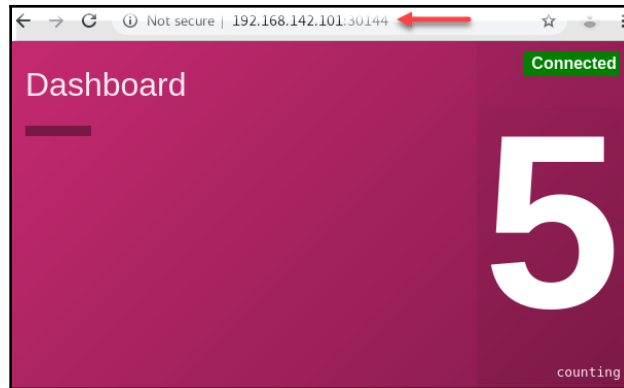 Not secure | 192.168.142.101:30144
Dashboard
Connected
5
counting